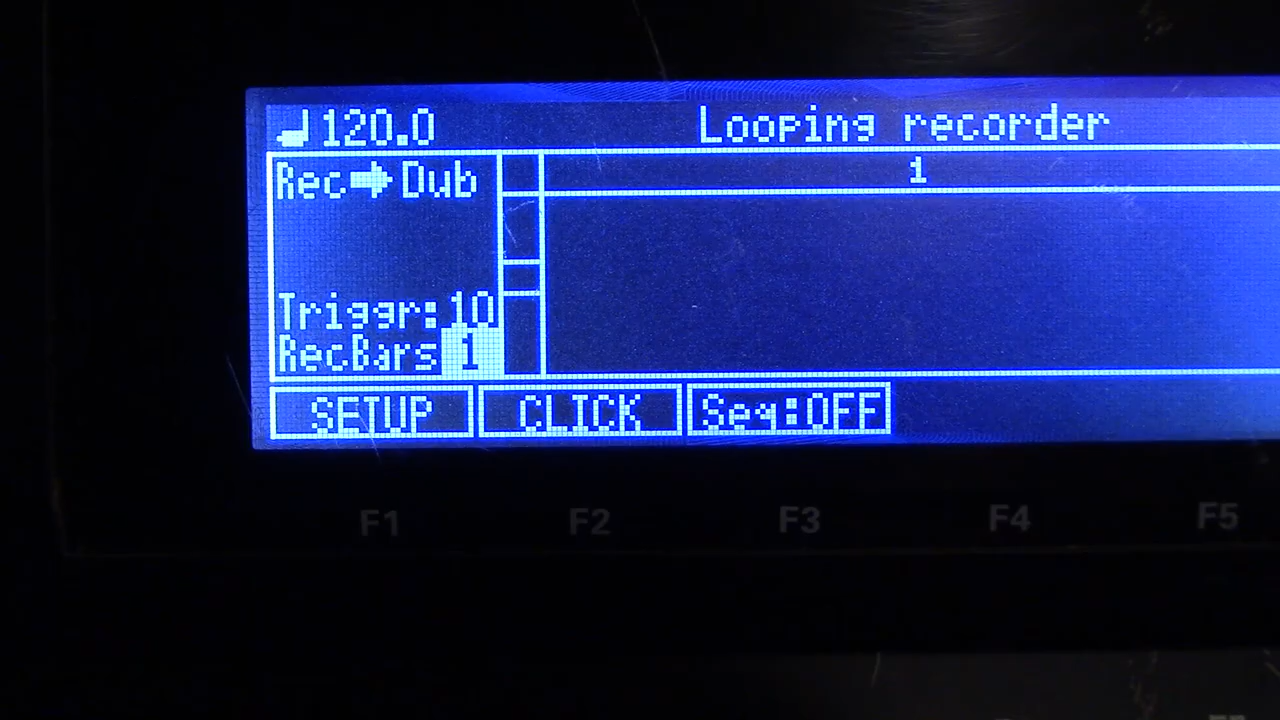 ♩120.0 Looping recorder
Rec➡Dub 1
Triggr:10
RecBars 1
SETUP CLICK Seq:OFF
F1 F2 F3 F4 F5